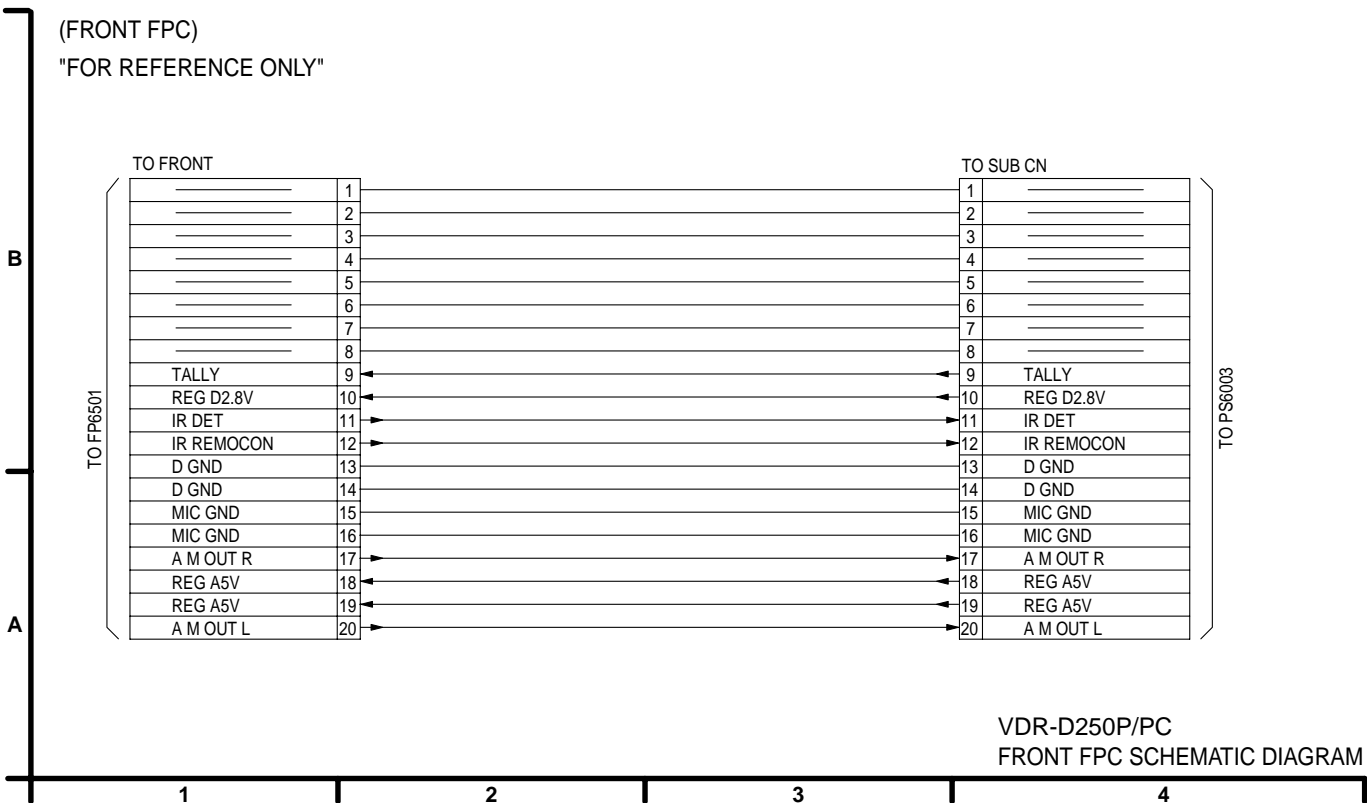 (FRONT FPC)
"FOR REFERENCE ONLY"
TO FRONT
TO SUB CN
1 1
2 2
3 3
4 4
5 5
6 6
7 7
8 8
TALLY 9 9 TALLY
REG D2.8V 10 10 REG D2.8V
IR DET 11 11 IR DET
IR REMOCON 12 12 IR REMOCON
D GND 13 13 D GND
D GND 14 14 D GND
MIC GND 15 15 MIC GND
MIC GND 16 16 MIC GND
A M OUT R 17 17 A M OUT R
REG A5V 18 18 REG A5V
REG A5V 19 19 REG A5V
A M OUT L 20 20 A M OUT L
TO FP6501
TO PS6003
B
A
VDR-D250P/PC
FRONT FPC SCHEMATIC DIAGRAM
1 2 3 4